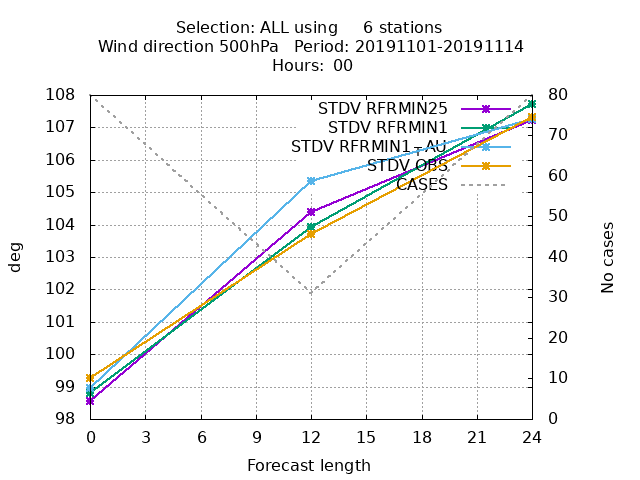 Selection: ALL using 6 stations
Wind direction 500hPa Period: 20191101-20191114
Hours: 00
108 80
STDV RFRMIN25
107 70
STDV RFRMIN1
STDV RFRMIN1-AU
106 60
STDV OBS
CASES
105 50
104
103 40
102 30
101 20
100 10
99
98 0
deg
No cases
0 3 6 9 12 15 18 21 24
Forecast length